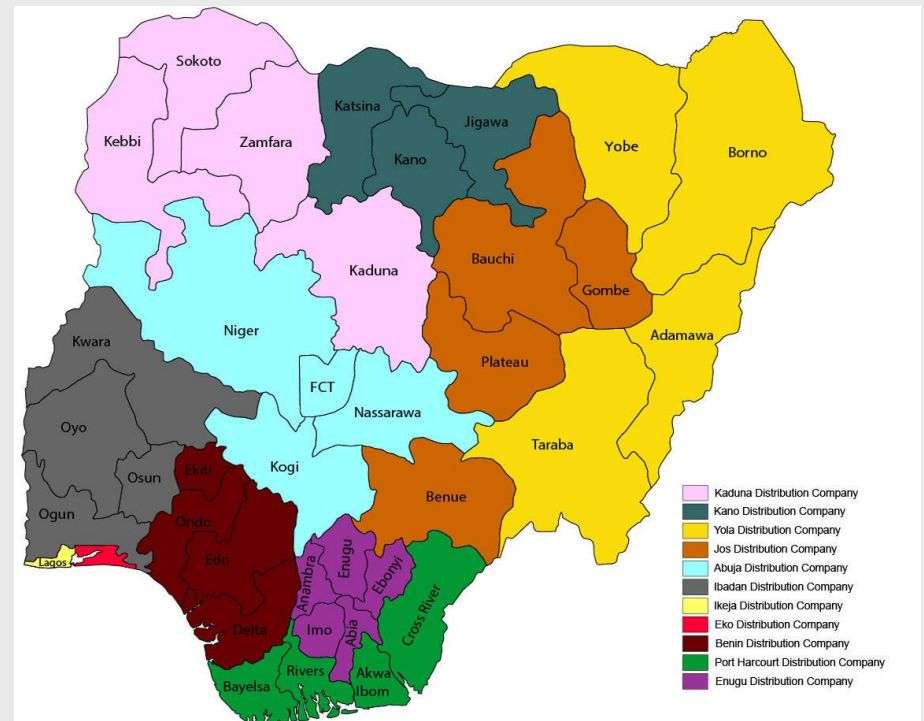 Sokoto
Kebbi
Zamfara
Katsina
Kano
Jigawa
Yobe
Borno
Kaduna
Bauchi
Gombe
Niger
Adamawa
Kwara
Plateau
FCT
Nassarawa
Oyo
Taraba
Osun
Ekiti
Kogi
Benue
Ogun
Ondo
Edo
Lagos
Anambra
Enugu
Ebonyi
Cross River
Delta
Imo
Abia
Bayelsa
Rivers
Akwa
Ibom
Kaduna Distribution Company
Kano Distribution Company
Yola Distribution Company
Jos Distribution Company
Abuja Distribution Company
Ibadan Distribution Company
Ikeja Distribution Company
Eko Distribution Company
Benin Distribution Company
Port Harcourt Distribution Company
Enugu Distribution Company